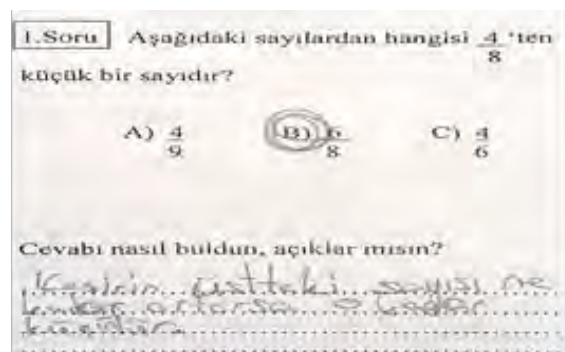 1.Soru Aşağıdaki sayılardan hangisi 4/8 'ten
küçük bir sayıdır?
A) 4/9 B) 6/8 C) 4/6
Cevabı nasıl buldun, açıklar mısın?
Kesirin üstteki sayısı ne
kadar artarsa o kadar
küçülür